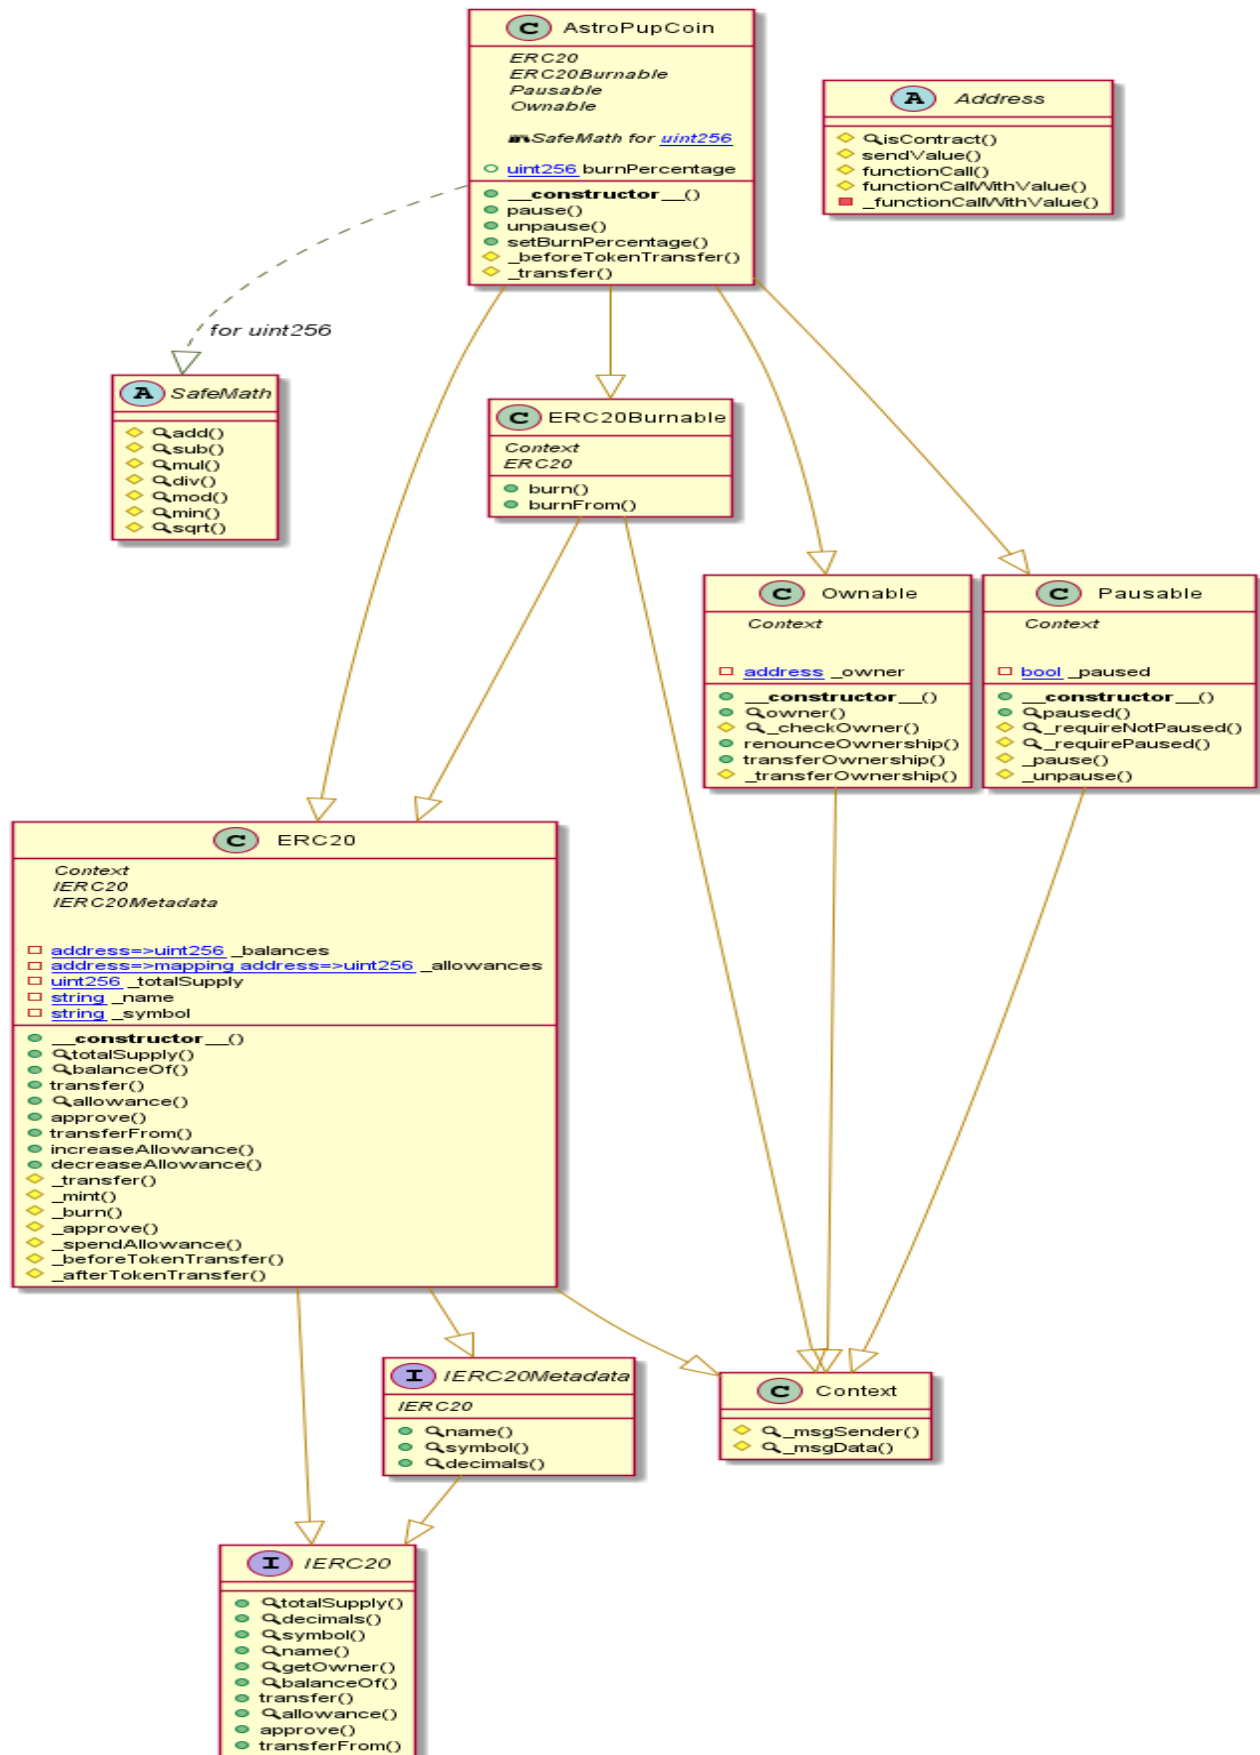 C AstroPupCoin
ERC20
ERC20Burnable
Pausable
Ownable
SafeMath for uint256
uint256 burnPercentage
__constructor__()
pause()
unpause()
setBurnPercentage()
_beforeTokenTransfer()
_transfer()
A Address
isContract()
sendValue()
functionCall()
functionCallWithValue()
_functionCallWithValue()
for uint256
A SafeMath
add()
sub()
mul()
div()
mod()
min()
sqrt()
C ERC20Burnable
Context
ERC20
burn()
burnFrom()
C Ownable
Context
address _owner
__constructor__()
owner()
_checkOwner()
renounceOwnership()
transferOwnership()
_transferOwnership()
C Pausable
Context
bool _paused
__constructor__()
paused()
_requireNotPaused()
_requirePaused()
_pause()
_unpause()
C ERC20
Context
IERC20
IERC20Metadata
address=>uint256 _balances
address=>mapping address=>uint256 _allowances
uint256 _totalSupply
string _name
string _symbol
__constructor__()
totalSupply()
balanceOf()
transfer()
allowance()
approve()
transferFrom()
increaseAllowance()
decreaseAllowance()
_transfer()
_mint()
_burn()
_approve()
_spendAllowance()
_beforeTokenTransfer()
_afterTokenTransfer()
I IERC20Metadata
IERC20
name()
symbol()
decimals()
C Context
_msgSender()
_msgData()
I IERC20
totalSupply()
decimals()
symbol()
name()
getOwner()
balanceOf()
transfer()
allowance()
approve()
transferFrom()